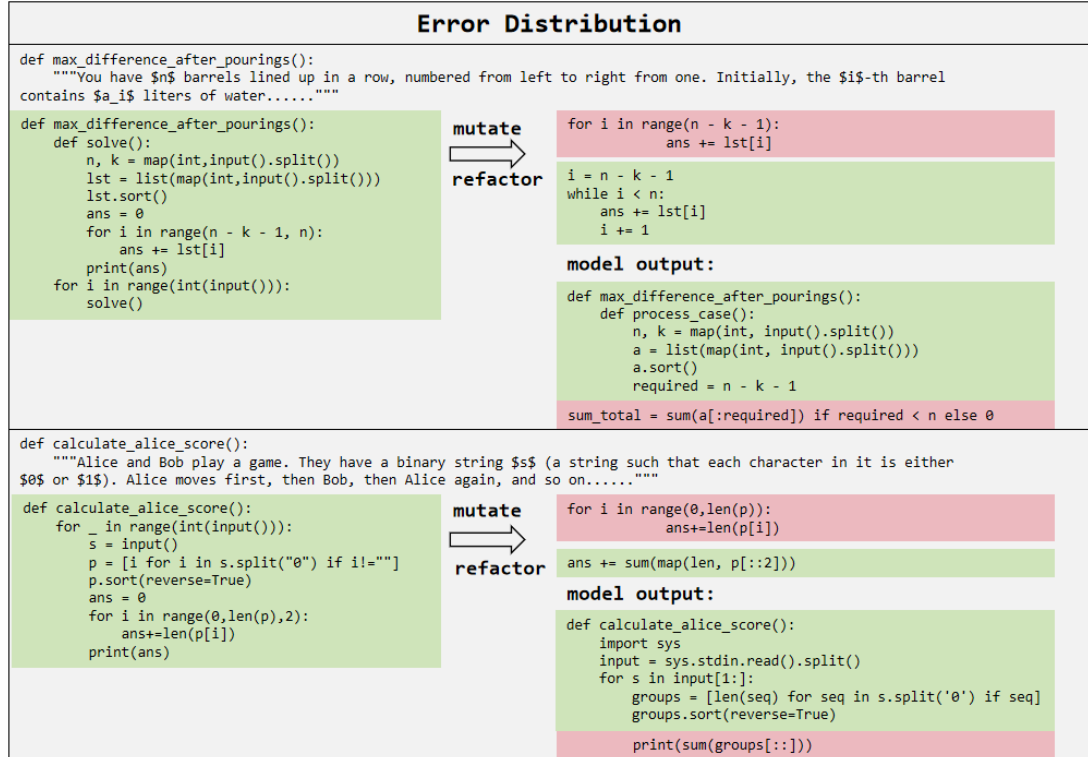 Error Distribution
def max_difference_after_pourings():
    """You have $n$ barrels lined up in a row, numbered from left to right from one. Initially, the $i$-th barrel
contains $a_i$ liters of water......"""
def max_difference_after_pourings():
    def solve():
        n, k = map(int,input().split())
        lst = list(map(int,input().split()))
        lst.sort()
        ans = 0
        for i in range(n - k - 1, n):
            ans += lst[i]
        print(ans)
    for i in range(int(input())):
        solve()
mutate
refactor
for i in range(n - k - 1):
            ans += lst[i]
i = n - k - 1
while i < n:
    ans += lst[i]
    i += 1
model output:
def max_difference_after_pourings():
    def process_case():
        n, k = map(int, input().split())
        a = list(map(int, input().split()))
        a.sort()
        required = n - k - 1
sum_total = sum(a[:required]) if required < n else 0
def calculate_alice_score():
    """Alice and Bob play a game. They have a binary string $s$ (a string such that each character in it is either
$0$ or $1$). Alice moves first, then Bob, then Alice again, and so on......"""
def calculate_alice_score():
    for _ in range(int(input())):
        s = input()
        p = [i for i in s.split("0") if i!=""]
        p.sort(reverse=True)
        ans = 0
        for i in range(0,len(p),2):
            ans+=len(p[i])
        print(ans)
mutate
refactor
for i in range(0,len(p)):
            ans+=len(p[i])
ans += sum(map(len, p[::2]))
model output:
def calculate_alice_score():
    import sys
    input = sys.stdin.read().split()
    for s in input[1:]:
        groups = [len(seq) for seq in s.split('0') if seq]
        groups.sort(reverse=True)
        print(sum(groups[::]))